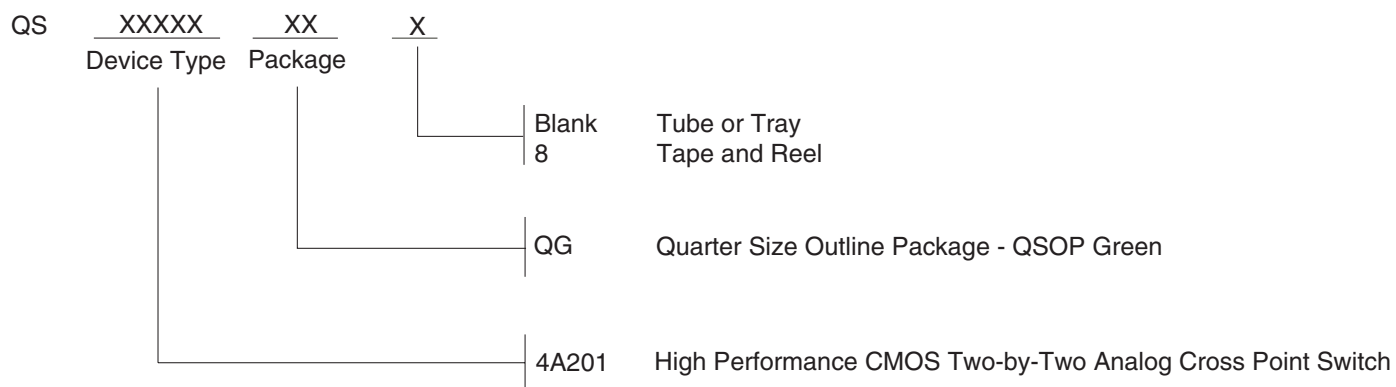 QS XXXXX XX X
Device Type Package
Blank Tube or Tray
8 Tape and Reel
QG Quarter Size Outline Package - QSOP Green
4A201 High Performance CMOS Two-by-Two Analog Cross Point Switch